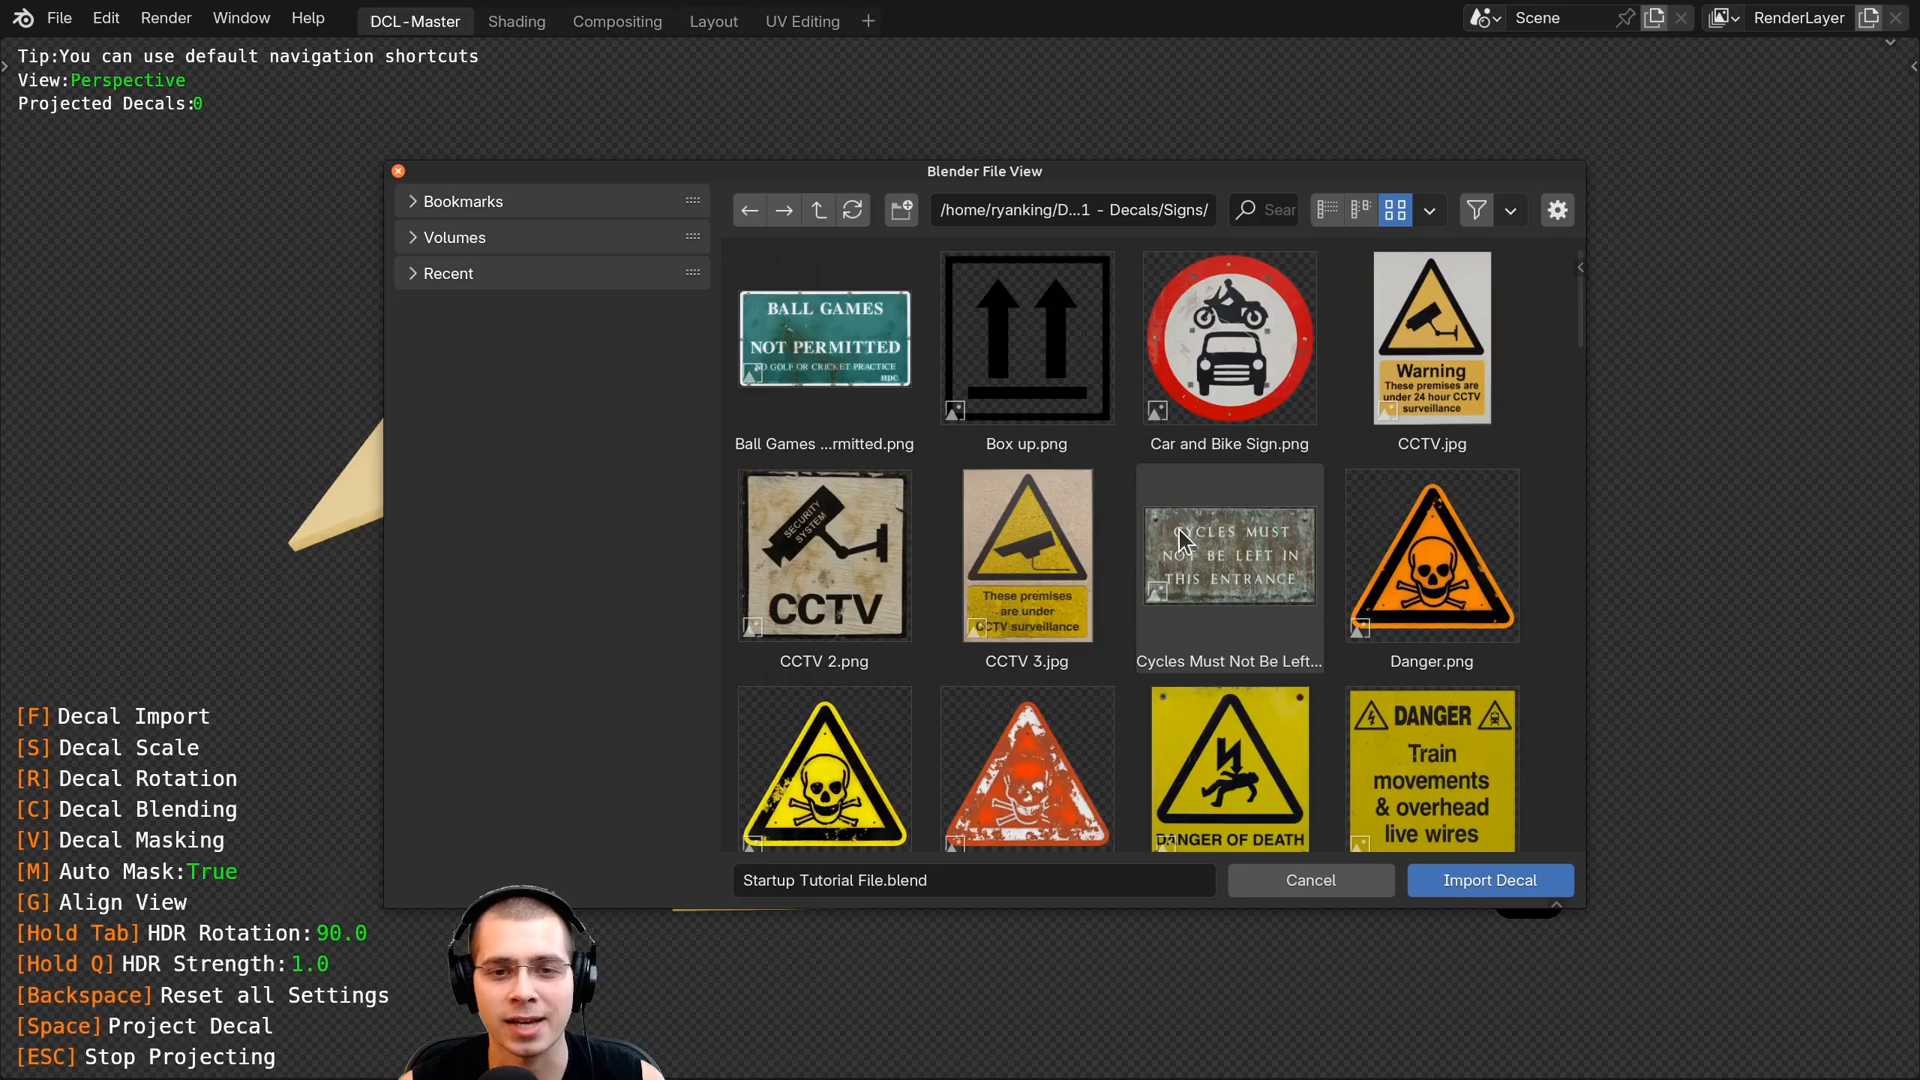 File Edit Render Window Help DCL-Master Shading Compositing Layout UV Editing + Scene RenderLayer
Tip:You can use default navigation shortcuts
View:Perspective
Projected Decals:0
Blender File View
Bookmarks
Volumes
Recent
/home/ryanking/D...1 - Decals/Signs/ Sear
BALL GAMES
NOT PERMITTED
NO GOLF OR CRICKET PRACTICE
HDC.
Warning
These premises are
under 24 hour CCTV
surveillance
Ball Games ...rmitted.png Box up.png Car and Bike Sign.png CCTV.jpg
SECURITY
SYSTEM
CCTV
These premises
are under
CCTV surveillance
CYCLES MUST
NOT BE LEFT IN
THIS ENTRANCE
CCTV 2.png CCTV 3.jpg Cycles Must Not Be Left... Danger.png
DANGER OF DEATH
DANGER
Train
movements
& overhead
live wires
Startup Tutorial File.blend Cancel Import Decal
[F] Decal Import
[S] Decal Scale
[R] Decal Rotation
[C] Decal Blending
[V] Decal Masking
[M] Auto Mask:True
[G] Align View
[Hold Tab] HDR Rotation:90.0
[Hold Q] HDR Strength:1.0
[Backspace] Reset all Settings
[Space] Project Decal
[ESC] Stop Projecting